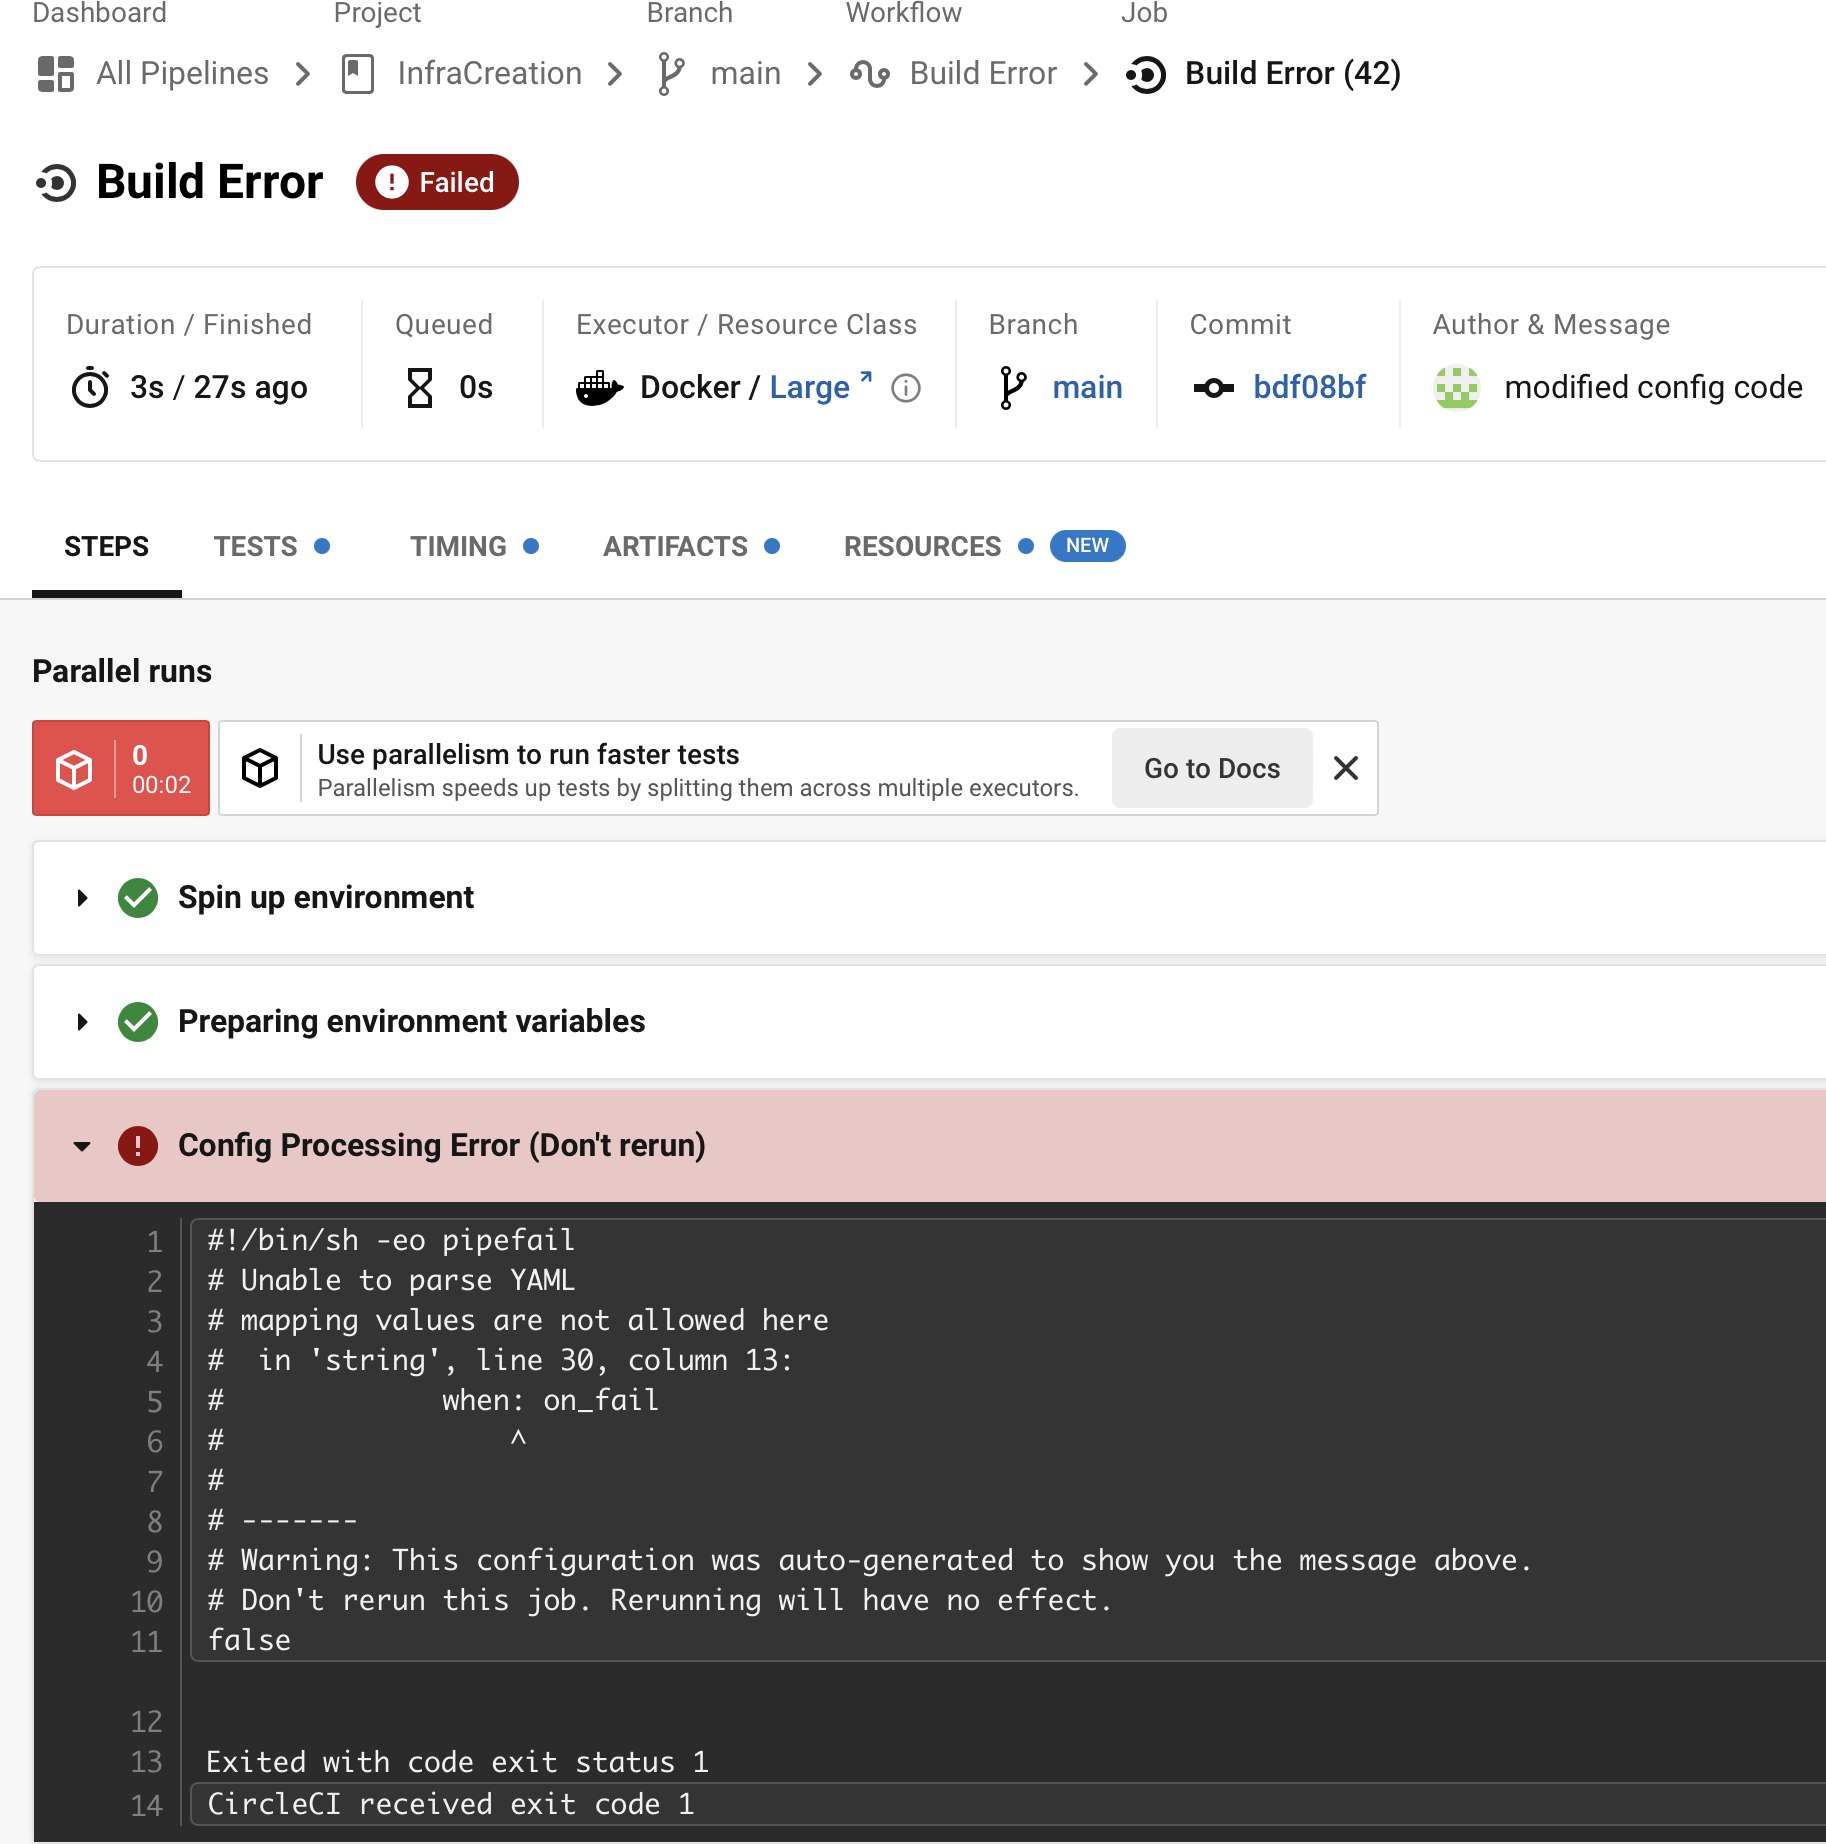 Dashboard Project Branch Workflow Job
All Pipelines InfraCreation main Build Error Build Error (42)
Build Error Failed
Duration / Finished Queued Executor / Resource Class Branch Commit Author & Message
3s / 27s ago 0s Docker / Large main bdf08bf modified config code
STEPS TESTS TIMING ARTIFACTS RESOURCES NEW
Parallel runs
0
00:02
Use parallelism to run faster tests
Parallelism speeds up tests by splitting them across multiple executors.
Go to Docs
Spin up environment
Preparing environment variables
Config Processing Error (Don't rerun)
1 #!/bin/sh -eo pipefail
2 # Unable to parse YAML
3 # mapping values are not allowed here
4 #  in 'string', line 30, column 13:
5 #             when: on_fail
6 #                 ^
7 #
8 # -------
9 # Warning: This configuration was auto-generated to show you the message above.
10 # Don't rerun this job. Rerunning will have no effect.
11 false
12
13 Exited with code exit status 1
14 CircleCI received exit code 1